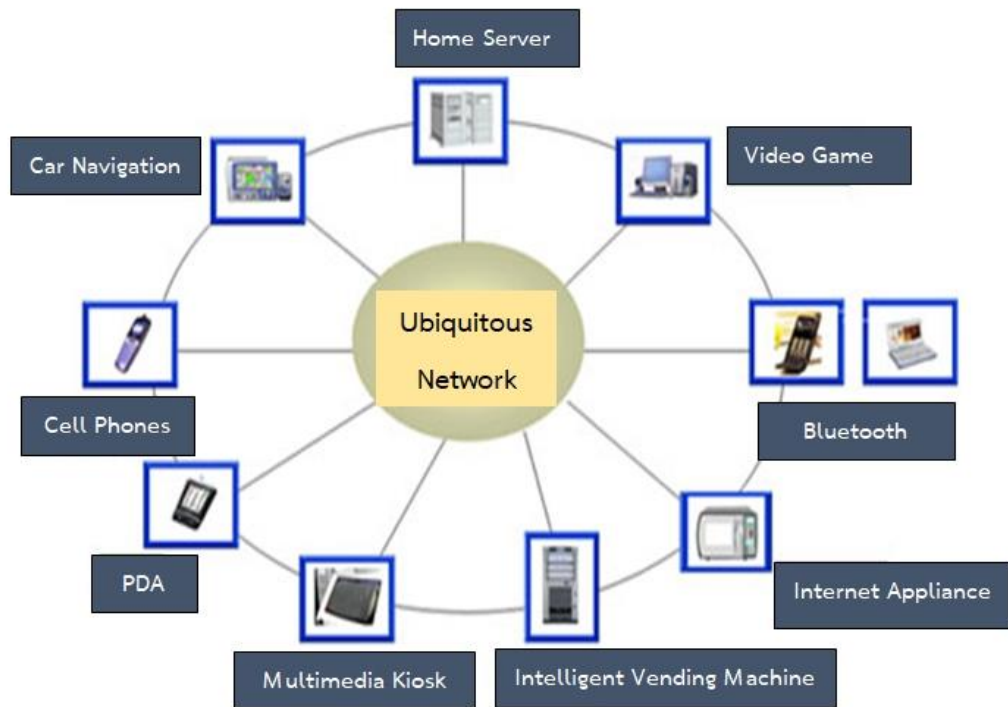 Home Server
Car Navigation
Video Game
Ubiquitous
Network
Cell Phones
Bluetooth
PDA
Internet Appliance
Multimedia Kiosk
Intelligent Vending Machine